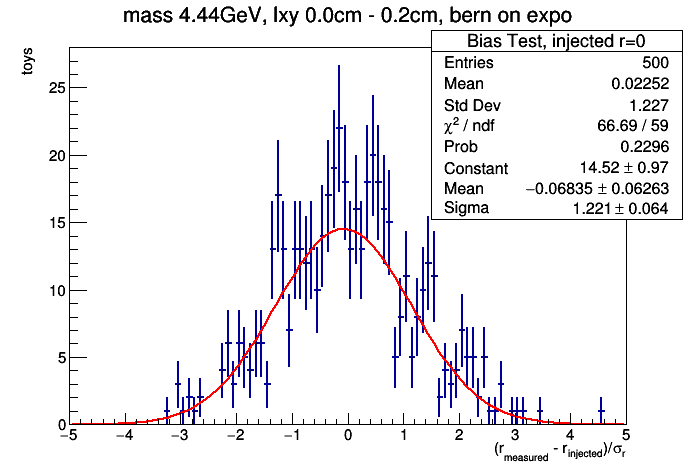 mass 4.44GeV, lxy 0.0cm - 0.2cm, bern on expo
toys
Bias Test, injected r=0
Entries 500
Mean 0.02252
Std Dev 1.227
χ² / ndf 66.69 / 59
Prob 0.2296
Constant 14.52 ± 0.97
Mean −0.06835 ± 0.06263
Sigma 1.221 ± 0.064
25
20
15
10
5
0
−5 −4 −3 −2 −1 0 1 2 3 4 5
(r_measured - r_injected)/σ_r